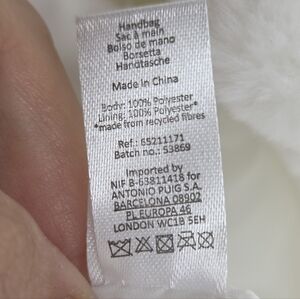 Handbag
Sac à main
Bolso de mano
Borsetta
Handtasche
Made in China
Body: 100% Polyester
Lining: 100% Polyester*
*made from recycled fibres
Ref.: 65211171
Batch no.: 53869
Imported by
NIF B-63811418 for
ANTONIO PUIG S.A.
BARCELONA 08902
PL EUROPA 46
LONDON WC1B 5EH